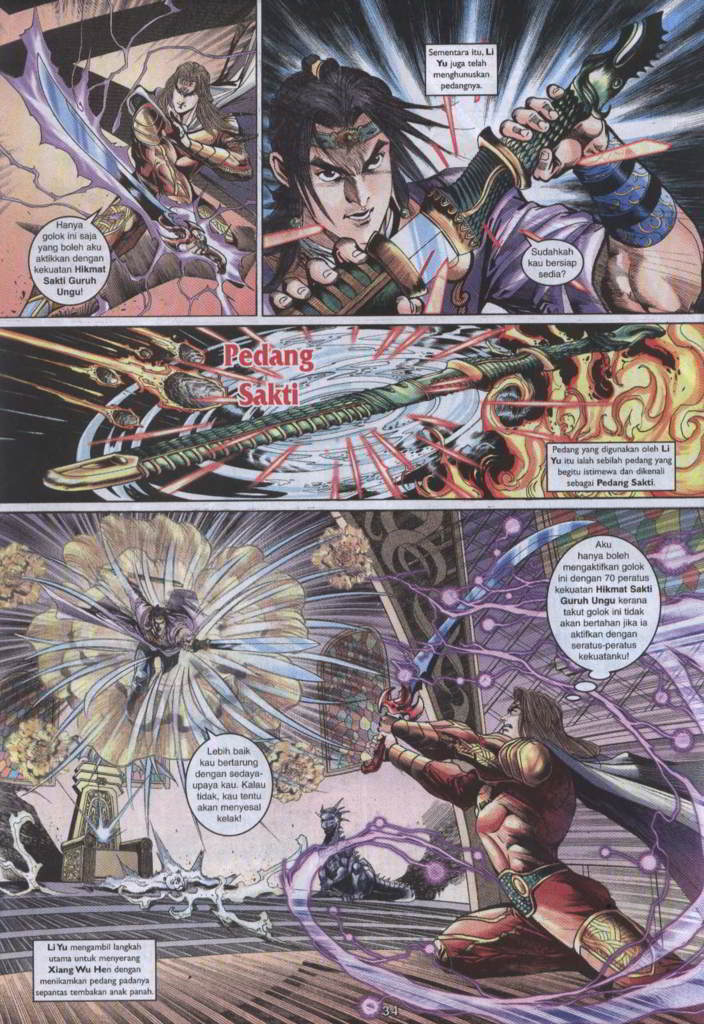 Hanya
golok ini saja
yang boleh aku
aktikkan dengan
kekuatan Hikmat
Sakti Guruh
Ungu!
Sementara itu, Li
Yu juga telah
menghunuskan
pedangnya.
Sudahkah
kau bersiap
sedia?
Pedang
Sakti
Pedang yang digunakan oleh Li
Yu itu ialah sebilah pedang yang
begitu istimewa dan dikenali
sebagai Pedang Sakti.
Aku
hanya boleh
mengaktifkan golok
ini dengan 70 peratus
kekuatan Hikmat Sakti
Guruh Ungu kerana
takut golok ini tidak
akan bertahan jika ia
aktifkan dengan
seratus-peratus
kekuatanku!
Lebih baik
kau bertarung
dengan sedaya-
upaya kau. Kalau
tidak, kau tentu
akan menyesal
kelak!
Li Yu mengambil langkah
utama untuk menyerang
Xiang Wu Hen dengan
menikamkan pedang padanya
sepantas tembakan anak panah.
34